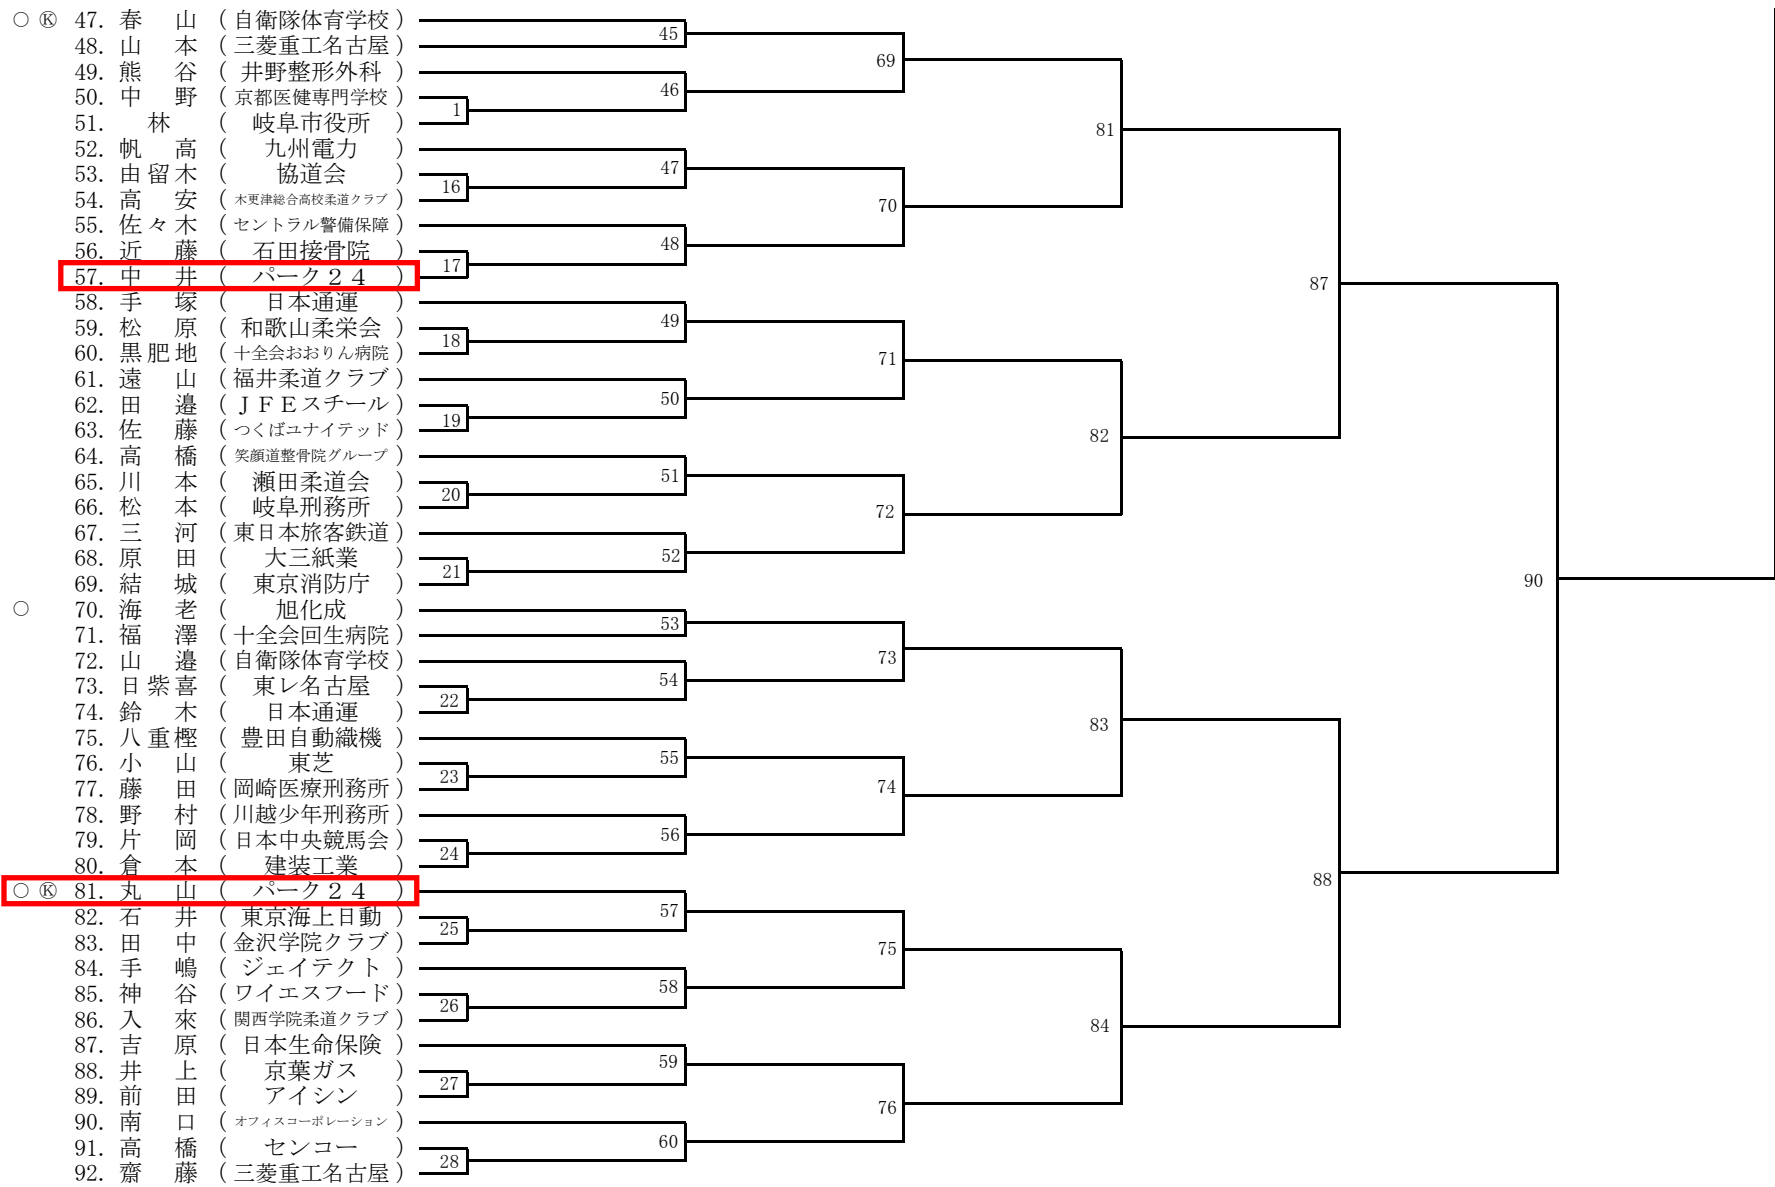 ○ Ⓚ 47. 春 山 ( 自衛隊体育学校 )
48. 山 本 ( 三菱重工名古屋 )
49. 熊 谷 ( 井野整形外科 )
50. 中 野 ( 京都医健専門学校 )
51. 林 ( 岐阜市役所 )
52. 帆 高 ( 九州電力 )
53. 由留木 ( 協道会 )
54. 高 安 ( 木更津総合高校柔道クラブ )
55. 佐々木 ( セントラル警備保障 )
56. 近 藤 ( 石田接骨院 )
57. 中 井 ( パーク24 )
58. 手 塚 ( 日本通運 )
59. 松 原 ( 和歌山柔栄会 )
60. 黒肥地 ( 十全会おおりん病院 )
61. 遠 山 ( 福井柔道クラブ )
62. 田 邉 ( JFEスチール )
63. 佐 藤 ( つくばユナイテッド )
64. 高 橋 ( 笑顔道整骨院グループ )
65. 川 本 ( 瀬田柔道会 )
66. 松 本 ( 岐阜刑務所 )
67. 三 河 ( 東日本旅客鉄道 )
68. 原 田 ( 大三紙業 )
69. 結 城 ( 東京消防庁 )
○ 70. 海 老 ( 旭化成 )
71. 福 澤 ( 十全会回生病院 )
72. 山 邉 ( 自衛隊体育学校 )
73. 日紫喜 ( 東レ名古屋 )
74. 鈴 木 ( 日本通運 )
75. 八重樫 ( 豊田自動織機 )
76. 小 山 ( 東芝 )
77. 藤 田 ( 岡崎医療刑務所 )
78. 野 村 ( 川越少年刑務所 )
79. 片 岡 ( 日本中央競馬会 )
80. 倉 本 ( 建装工業 )
○ Ⓚ 81. 丸 山 ( パーク24 )
82. 石 井 ( 東京海上日動 )
83. 田 中 ( 金沢学院クラブ )
84. 手 嶋 ( ジェイテクト )
85. 神 谷 ( ワイエスフード )
86. 入 來 ( 関西学院柔道クラブ )
87. 吉 原 ( 日本生命保険 )
88. 井 上 ( 京葉ガス )
89. 前 田 ( アイシン )
90. 南 口 ( オフィスコーポレーション )
91. 高 橋 ( センコー )
92. 齋 藤 ( 三菱重工名古屋 )
1
16
17
18
19
20
21
22
23
24
25
26
27
28
45
46
47
48
49
50
51
52
53
54
55
56
57
58
59
60
69
70
71
72
73
74
75
76
81
82
83
84
87
88
90